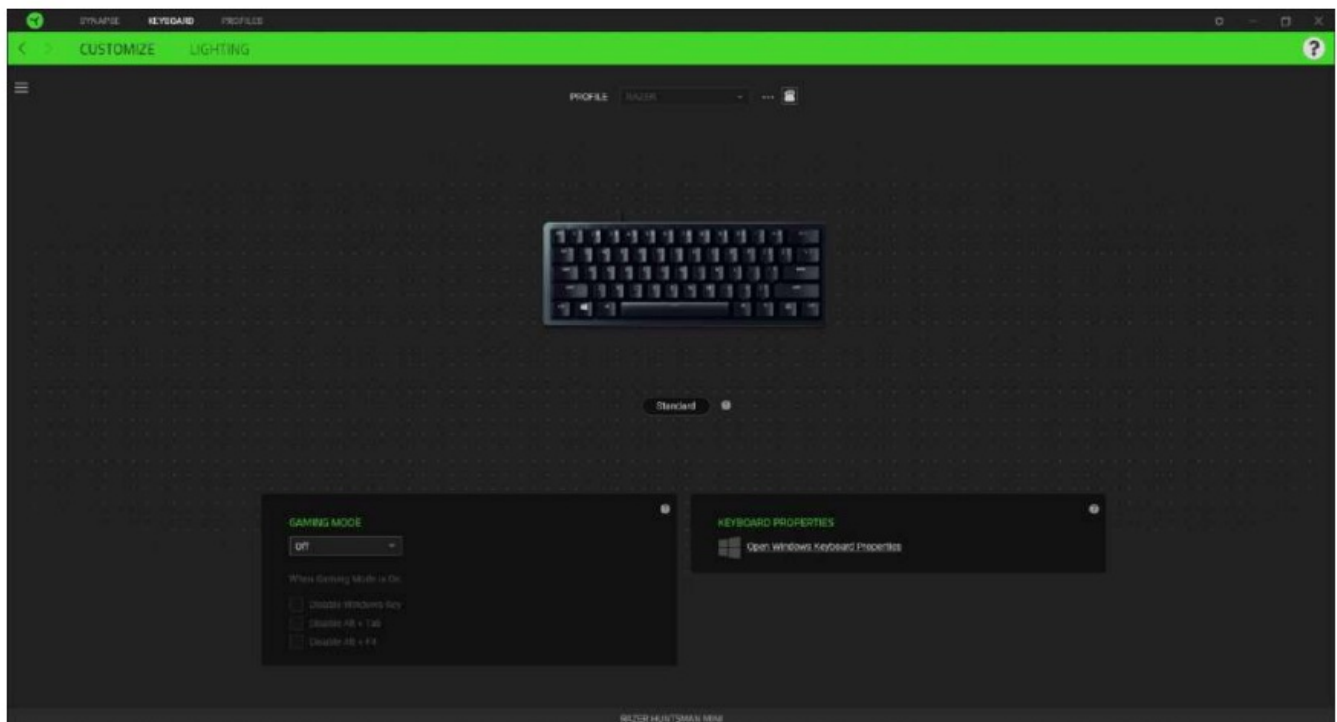 SYNAPSE KEYBOARD PROFILES
CUSTOMIZE LIGHTING
?
PROFILE RAZER
Standard ?
GAMING MODE ?
Off
When Gaming Mode is On:
Disable Windows Key
Disable Alt + Tab
Disable Alt + F4
KEYBOARD PROPERTIES ?
Open Windows Keyboard Properties
RAZER HUNTSMAN MINI